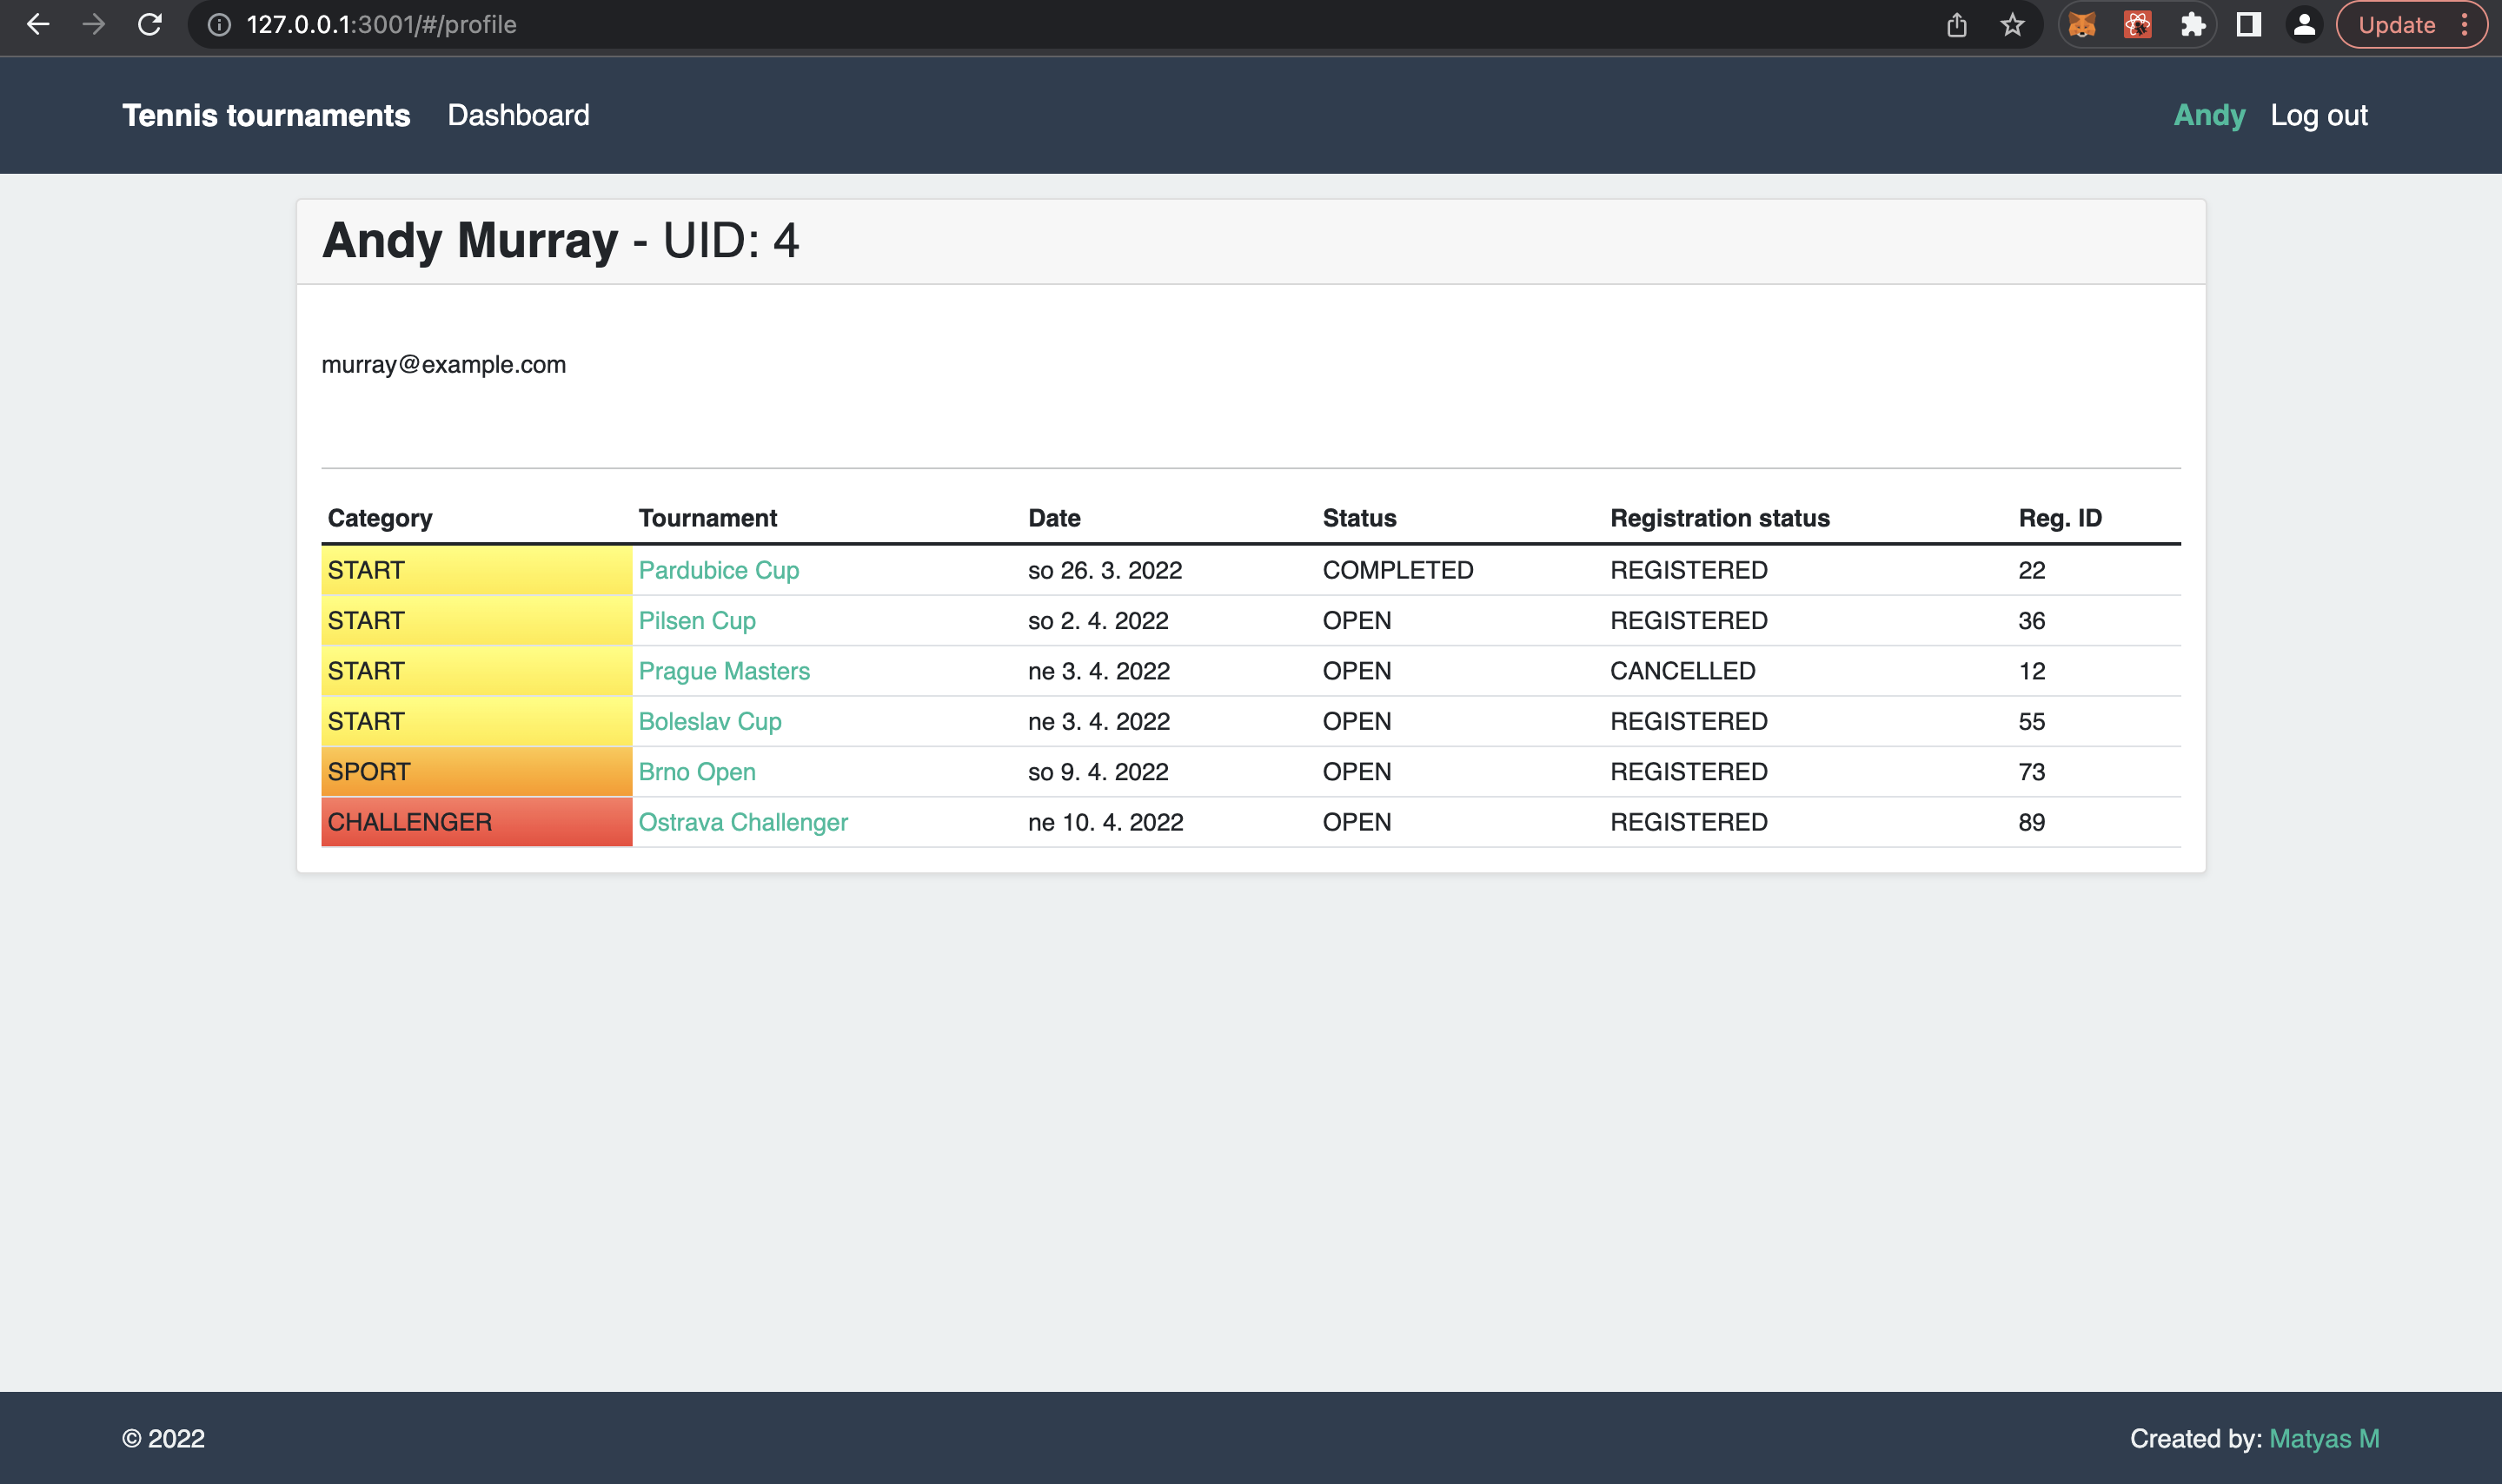 127.0.0.1:3001/#/profile
Update
Tennis tournaments Dashboard Andy Log out
Andy Murray - UID: 4
murray@example.com
Category Tournament Date Status Registration status Reg. ID
START Pardubice Cup so 26. 3. 2022 COMPLETED REGISTERED 22
START Pilsen Cup so 2. 4. 2022 OPEN REGISTERED 36
START Prague Masters ne 3. 4. 2022 OPEN CANCELLED 12
START Boleslav Cup ne 3. 4. 2022 OPEN REGISTERED 55
SPORT Brno Open so 9. 4. 2022 OPEN REGISTERED 73
CHALLENGER Ostrava Challenger ne 10. 4. 2022 OPEN REGISTERED 89
© 2022 Created by: Matyas M